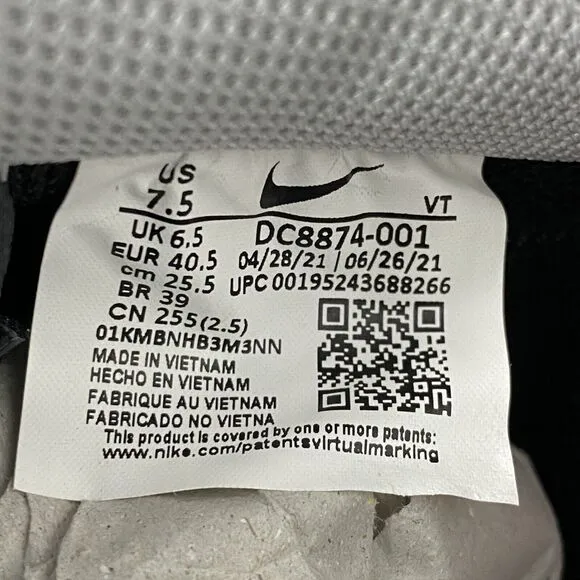 US
7.5
VT
UK 6.5 DC8874-001
EUR 40.5 04/28/21 | 06/26/21
cm 25.5 UPC 00195243688266
BR 39
CN 255(2.5)
01KMBNHB3M3NN
MADE IN VIETNAM
HECHO EN VIETNAM
FABRIQUE AU VIETNAM
FABRICADO NO VIETNA
This product is covered by one or more patents:
www.nike.com/patentsvirtualmarking